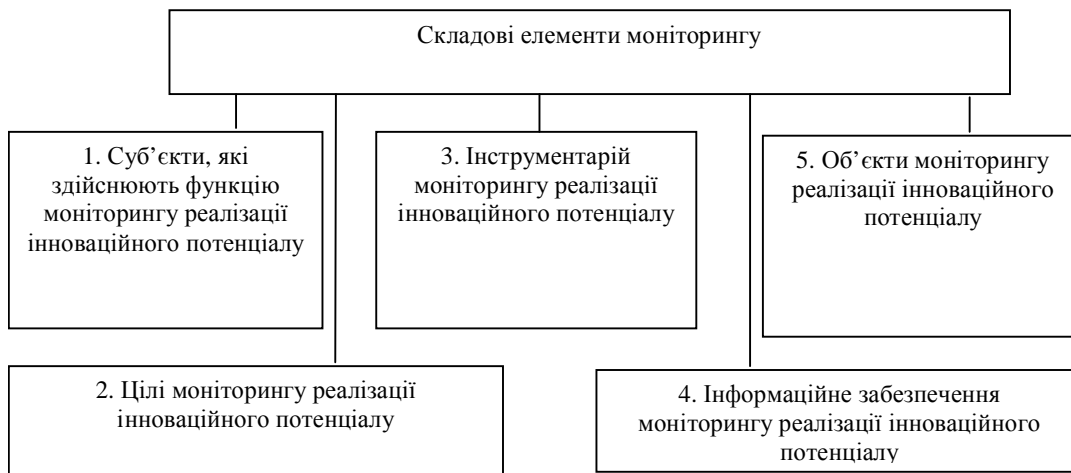 Складові елементи моніторингу
1. Суб’єкти, які
здійснюють функцію
моніторингу реалізації
інноваційного потенціалу
3. Інструментарій
моніторингу реалізації
інноваційного потенціалу
5. Об’єкти моніторингу
реалізації інноваційного
потенціалу
2. Цілі моніторингу реалізації
інноваційного потенціалу
4. Інформаційне забезпечення
моніторингу реалізації інноваційного
потенціалу